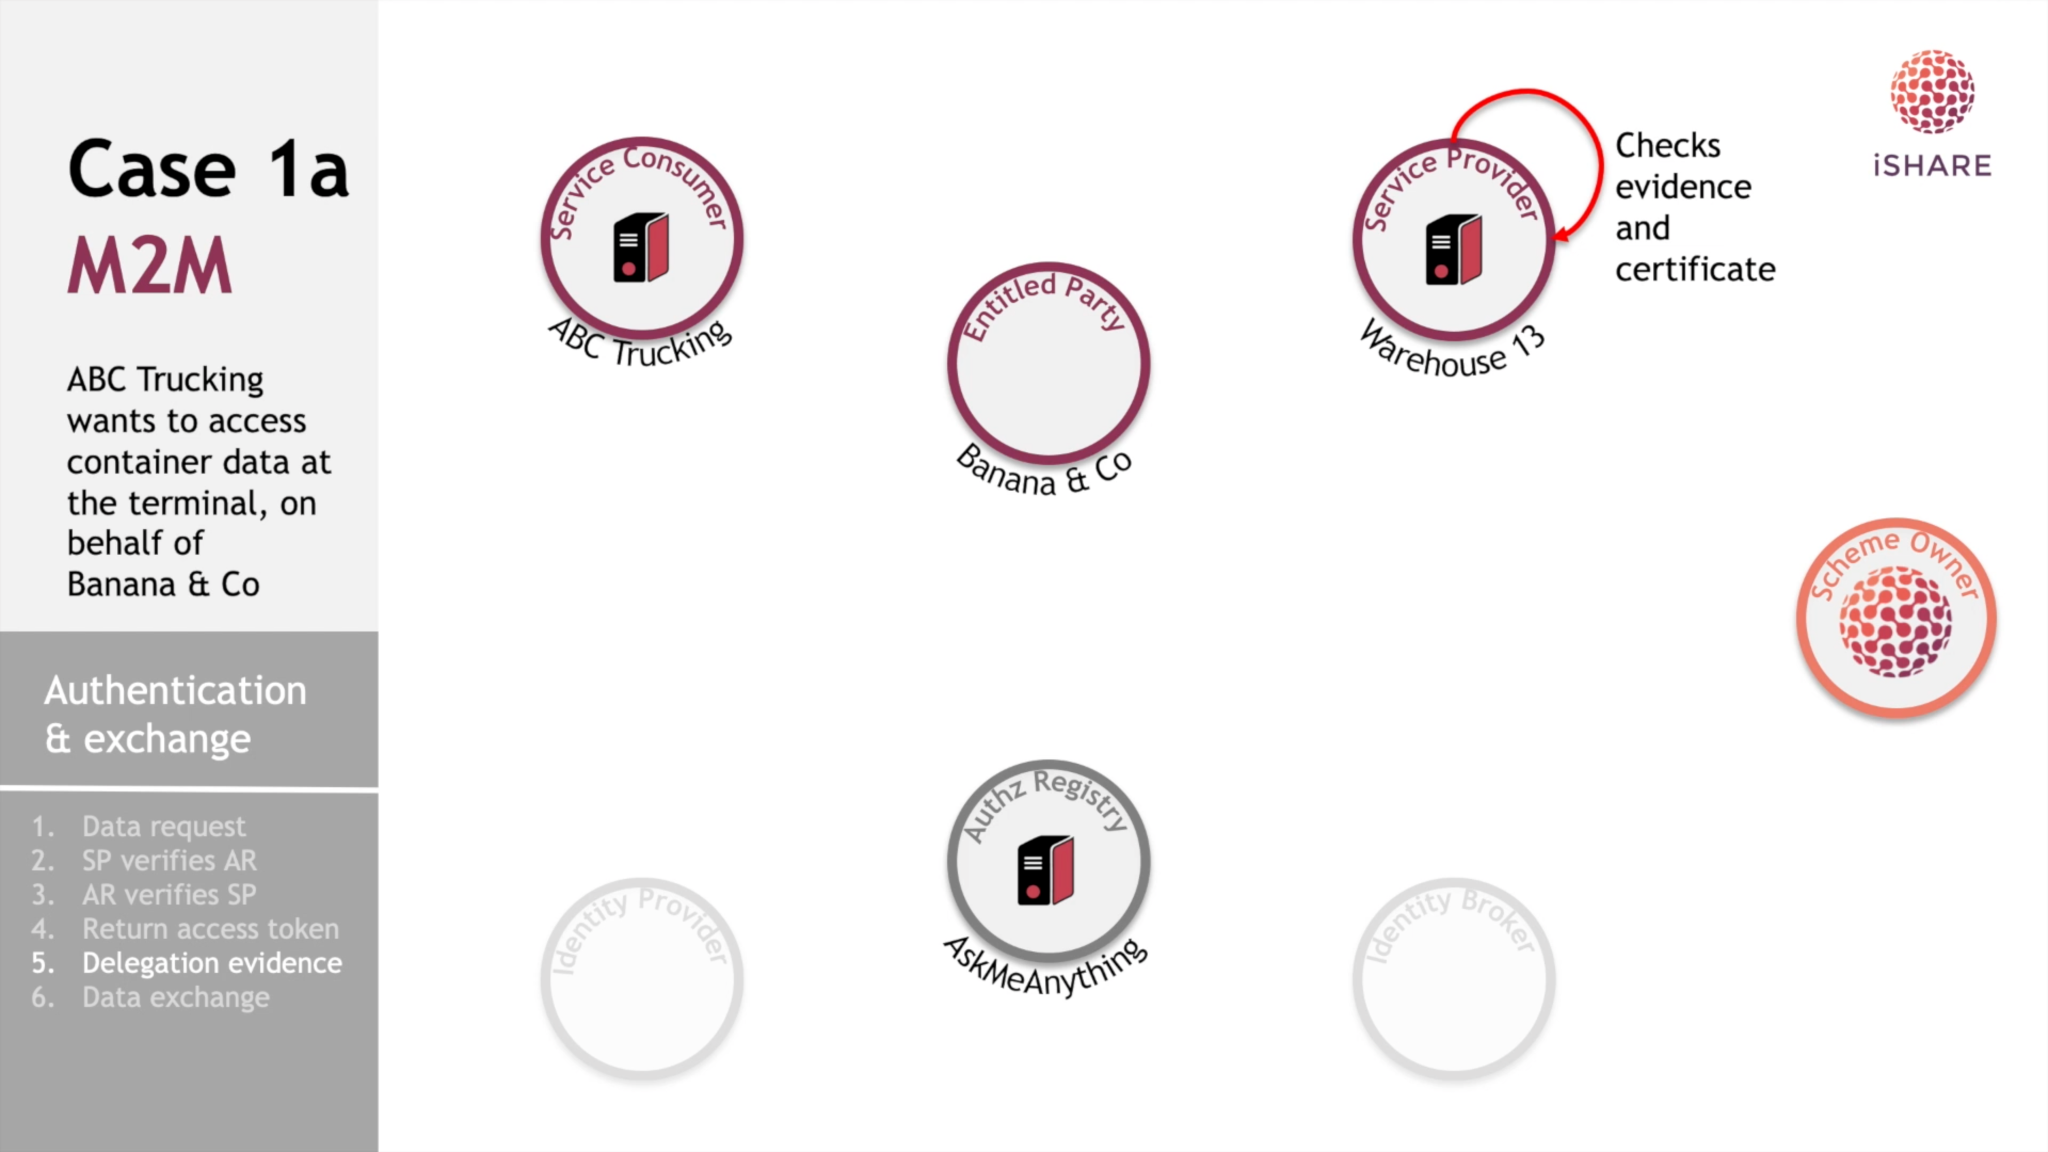 Case 1a
M2M
ABC Trucking
wants to access
container data at
the terminal, on
behalf of
Banana & Co
Authentication
& exchange
1. Data request
2. SP verifies AR
3. AR verifies SP
4. Return access token
5. Delegation evidence
6. Data exchange
Service Consumer
ABC Trucking
Entitled Party
Banana & Co
Service Provider
Warehouse 13
Checks
evidence
and
certificate
iSHARE
Scheme Owner
Authz Registry
AskMeAnything
Identity Provider
Identity Broker